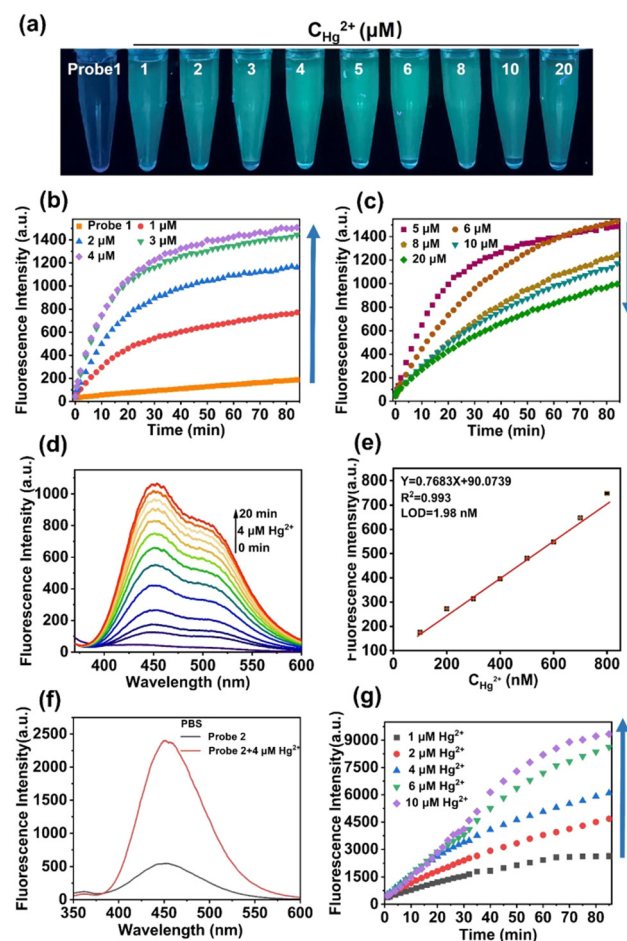 (a)
C_Hg²⁺ (μM)
Probe1 1 2 3 4 5 6 8 10 20
(b)
Fluorescence Intensity (a.u.)
1400
1200
1000
800
600
400
200
0
Probe 1 1 μM
2 μM 3 μM
4 μM
0 10 20 30 40 50 60 70 80
Time (min)
(c)
Fluorescence Intensity (a.u.)
1400
1200
1000
800
600
400
200
0
5 μM 6 μM
8 μM 10 μM
20 μM
0 10 20 30 40 50 60 70 80
Time (min)
(d)
Fluorescence Intensity (a.u.)
1000
800
600
400
200
0
20 min
4 μM Hg²⁺
0 min
400 450 500 550 600
Wavelength (nm)
(e)
Fluorescence Intensity(a.u.)
800
700
600
500
400
300
200
100
Y=0.7683X+90.0739
R²=0.993
LOD=1.98 nM
0 200 400 600 800
C_Hg²⁺ (nM)
(f)
Fluorescence Intensity(a.u.)
2500
2000
1500
1000
500
0
PBS
Probe 2
Probe 2+4 μM Hg²⁺
350 400 450 500 550 600
Wavelength (nm)
(g)
Fluorescence Intensity(a.u.)
9000
7500
6000
4500
3000
1500
0
1 μM Hg²⁺
2 μM Hg²⁺
4 μM Hg²⁺
6 μM Hg²⁺
10 μM Hg²⁺
0 10 20 30 40 50 60 70 80
Time (min)